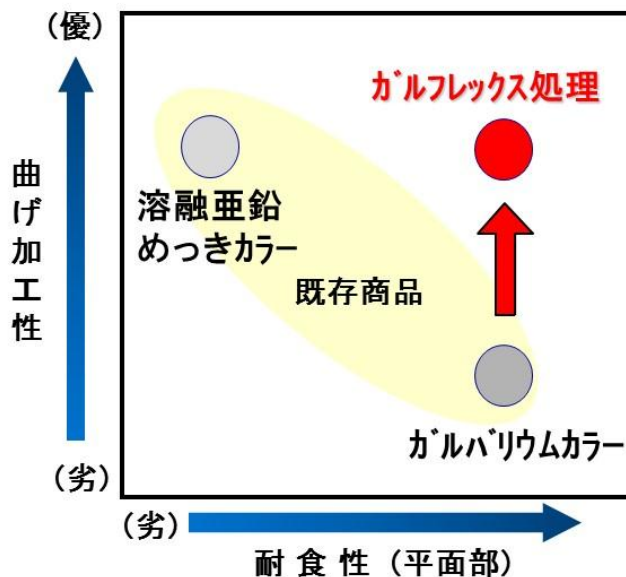 (優)
ガルフレックス処理
曲げ加工性
溶融亜鉛
めっきカラー
既存商品
ガルバリウムカラー
(劣)
(劣)
耐食性(平面部)